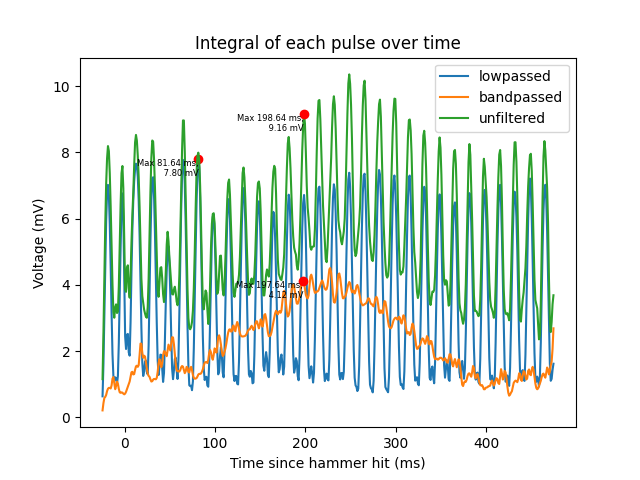 Integral of each pulse over time
lowpassed
bandpassed
unfiltered
Max 198.64 ms,
9.16 mV
Max 81.64 ms,
7.80 mV
Max 197.64 ms,
4.12 mV
Voltage (mV)
10
8
6
4
2
0
0
100
200
300
400
Time since hammer hit (ms)